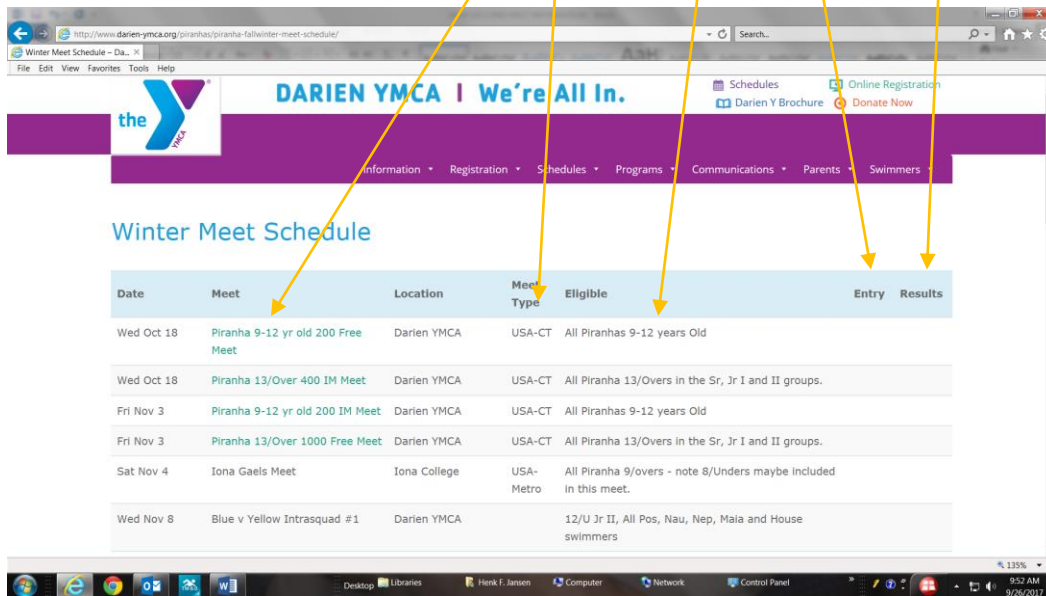 http://www.darien-ymca.org/piranhas/piranha-fallwinter-meet-schedule/
Search...
Winter Meet Schedule – Da...
File Edit View Favorites Tools Help
the
YMCA
DARIEN YMCA | We're All In.
Schedules
Online Registration
Darien Y Brochure
Donate Now
Information Registration Schedules Programs Communications Parents Swimmers
Winter Meet Schedule
Date Meet Location Meet Type Eligible Entry Results
Wed Oct 18 Piranha 9-12 yr old 200 Free Meet Darien YMCA USA-CT All Piranhas 9-12 years Old
Wed Oct 18 Piranha 13/Over 400 IM Meet Darien YMCA USA-CT All Piranha 13/Overs in the Sr, Jr I and II groups.
Fri Nov 3 Piranha 9-12 yr old 200 IM Meet Darien YMCA USA-CT All Piranhas 9-12 years Old
Fri Nov 3 Piranha 13/Over 1000 Free Meet Darien YMCA USA-CT All Piranha 13/Overs in the Sr, Jr I and II groups.
Sat Nov 4 Iona Gaels Meet Iona College USA-Metro All Piranha 9/overs - note 8/Unders maybe included in this meet.
Wed Nov 8 Blue v Yellow Intrasquad #1 Darien YMCA 12/U Jr II, All Pos, Nau, Nep, Maia and House swimmers
135%
Desktop Libraries Henk F. Jansen Computer Network Control Panel
9:52 AM
9/26/2017